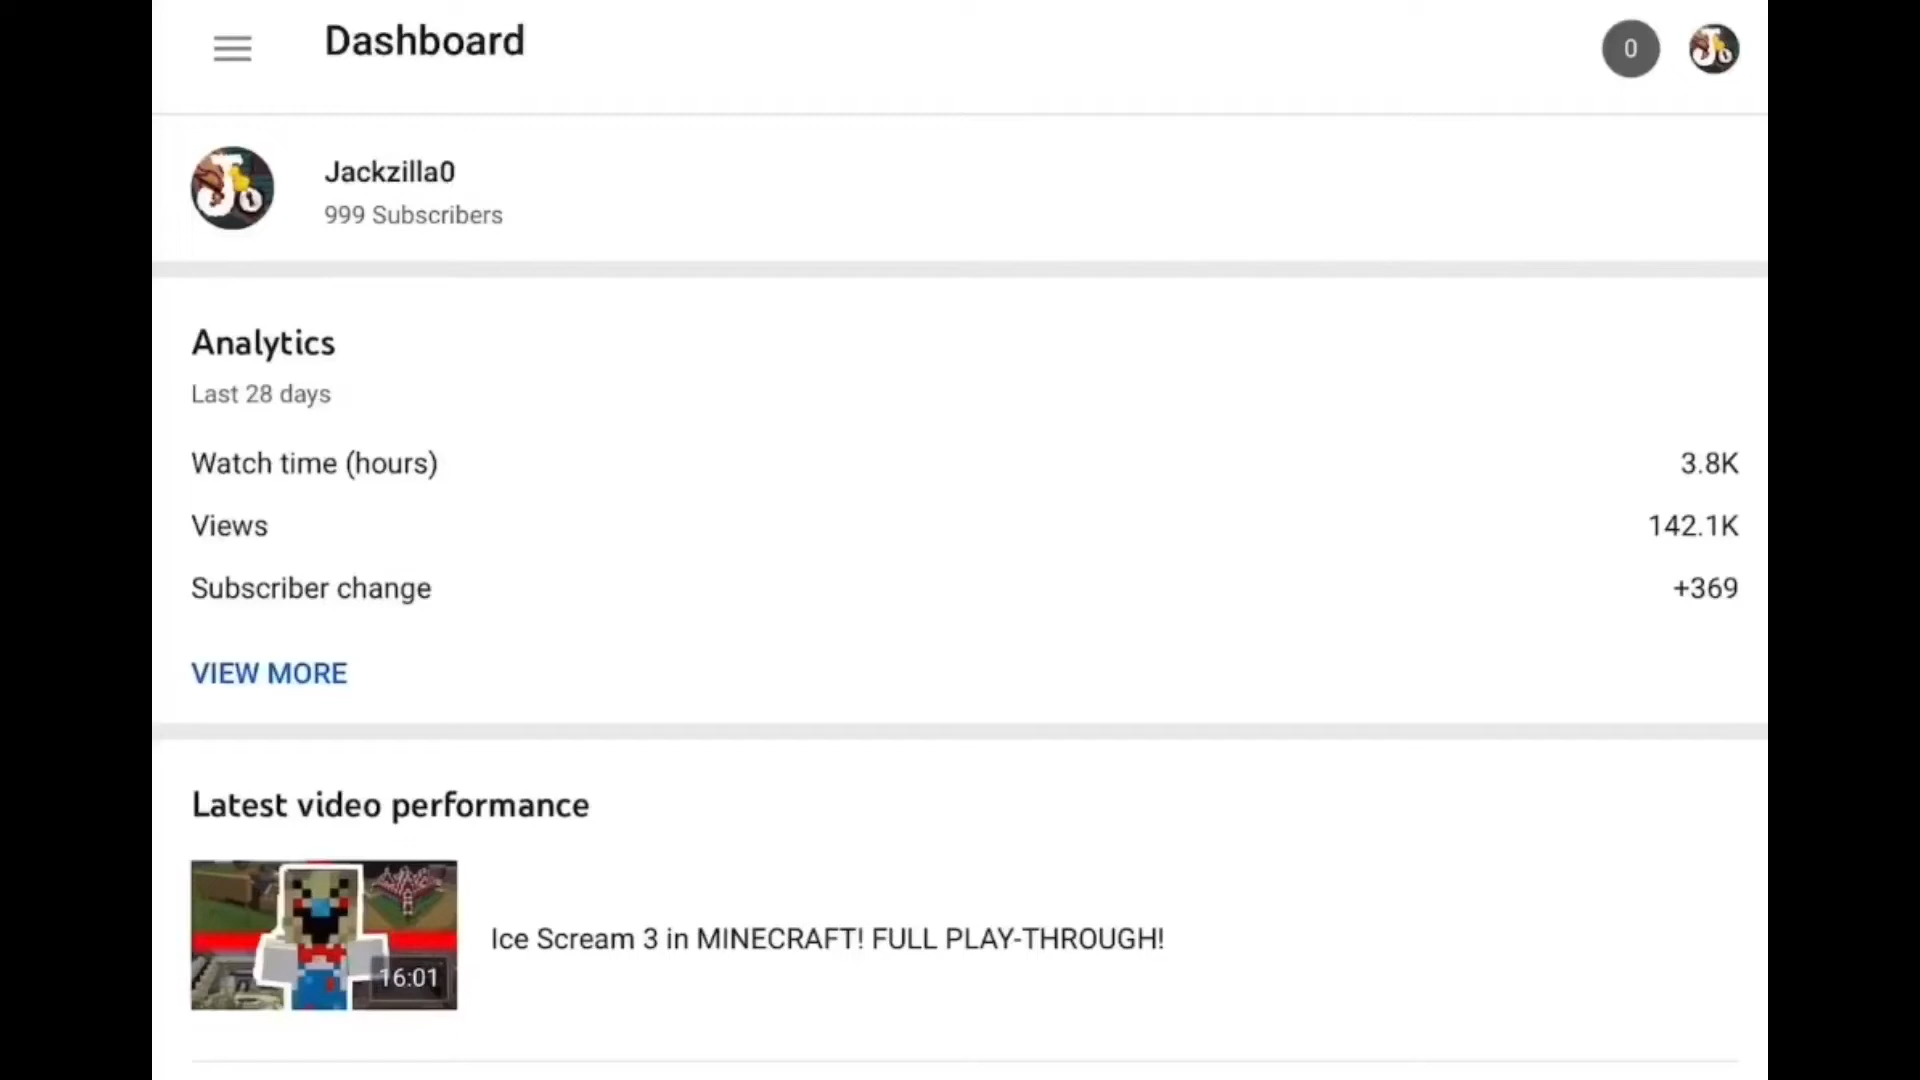 Dashboard
0
Jackzilla0
999 Subscribers
Analytics
Last 28 days
Watch time (hours) 3.8K
Views 142.1K
Subscriber change +369
VIEW MORE
Latest video performance
16:01
Ice Scream 3 in MINECRAFT! FULL PLAY-THROUGH!